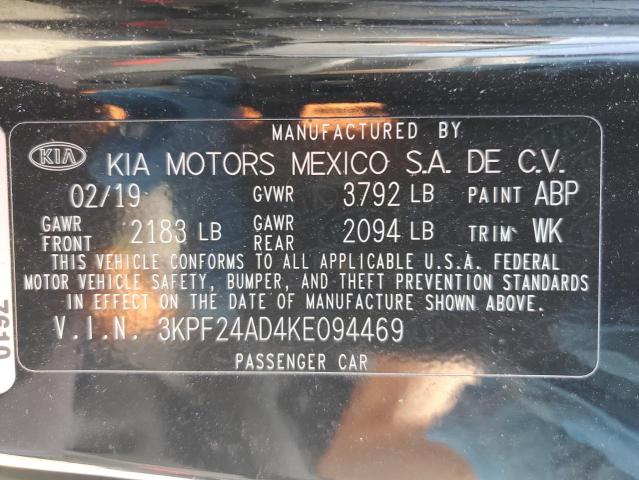 MANUFACTURED BY
KIA KIA MOTORS MEXICO S.A. DE C.V.
02/19 GVWR 3792 LB PAINT ABP
GAWR FRONT 2183 LB GAWR REAR 2094 LB TRIM WK
THIS VEHICLE CONFORMS TO ALL APPLICABLE U.S.A. FEDERAL
MOTOR VEHICLE SAFETY, BUMPER, AND THEFT PREVENTION STANDARDS
IN EFFECT ON THE DATE OF MANUFACTURE SHOWN ABOVE.
V.I.N. 3KPF24AD4KE094469
PASSENGER CAR